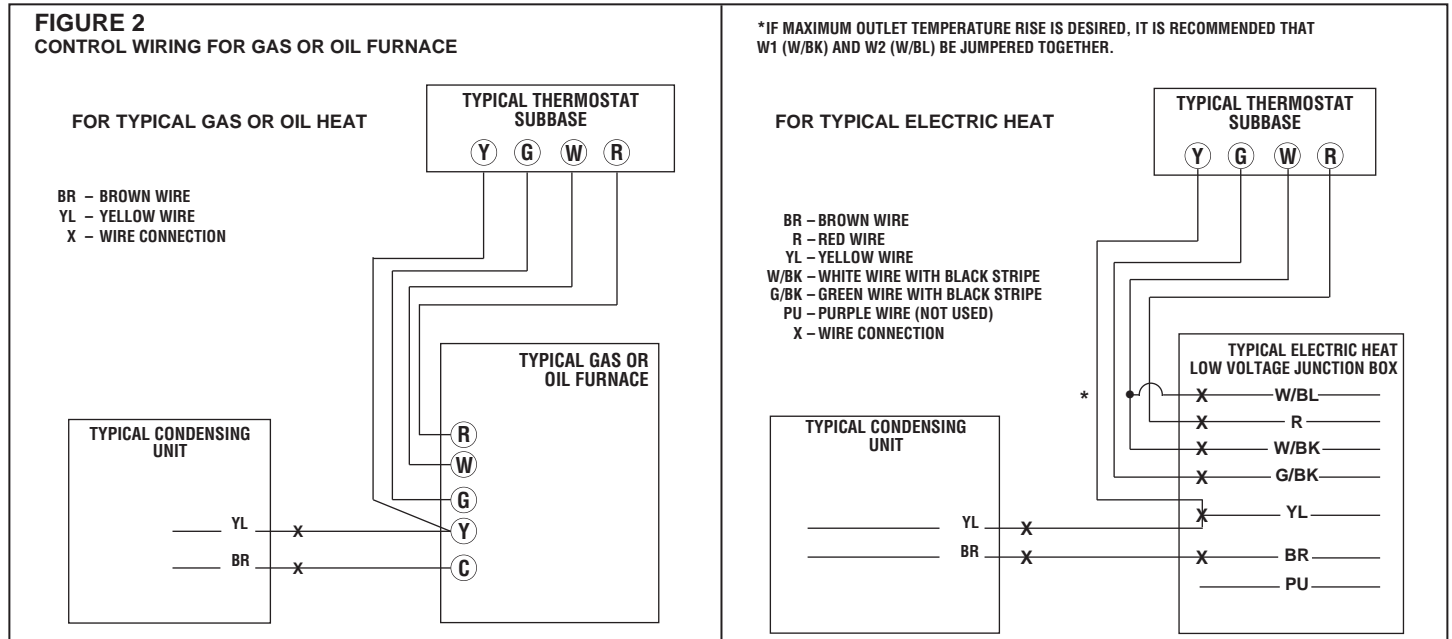 FIGURE 2
CONTROL WIRING FOR GAS OR OIL FURNACE
FOR TYPICAL GAS OR OIL HEAT
TYPICAL THERMOSTAT
SUBBASE
Y G W R
BR – BROWN WIRE
YL – YELLOW WIRE
X – WIRE CONNECTION
TYPICAL GAS OR
OIL FURNACE
R
W
G
Y
C
TYPICAL CONDENSING
UNIT
YL X
BR X
*IF MAXIMUM OUTLET TEMPERATURE RISE IS DESIRED, IT IS RECOMMENDED THAT
W1 (W/BK) AND W2 (W/BL) BE JUMPERED TOGETHER.
FOR TYPICAL ELECTRIC HEAT
TYPICAL THERMOSTAT
SUBBASE
Y G W R
BR – BROWN WIRE
R – RED WIRE
YL – YELLOW WIRE
W/BK – WHITE WIRE WITH BLACK STRIPE
G/BK – GREEN WIRE WITH BLACK STRIPE
PU – PURPLE WIRE (NOT USED)
X – WIRE CONNECTION
TYPICAL ELECTRIC HEAT
LOW VOLTAGE JUNCTION BOX
* X W/BL
X R
X W/BK
X G/BK
X YL
X BR
PU
TYPICAL CONDENSING
UNIT
YL X
BR X